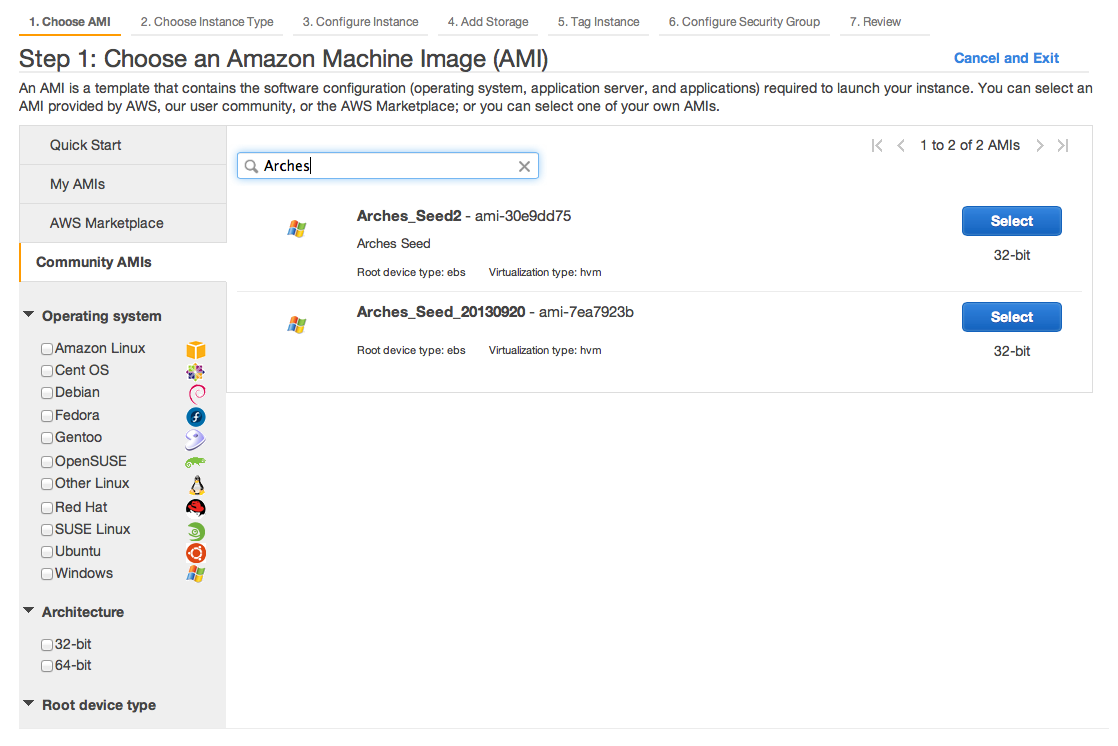 1. Choose AMI 2. Choose Instance Type 3. Configure Instance 4. Add Storage 5. Tag Instance 6. Configure Security Group 7. Review
Step 1: Choose an Amazon Machine Image (AMI)
Cancel and Exit
An AMI is a template that contains the software configuration (operating system, application server, and applications) required to launch your instance. You can select an
AMI provided by AWS, our user community, or the AWS Marketplace; or you can select one of your own AMIs.
Quick Start
My AMIs
AWS Marketplace
Community AMIs
Operating system
Amazon Linux
Cent OS
Debian
Fedora
Gentoo
OpenSUSE
Other Linux
Red Hat
SUSE Linux
Ubuntu
Windows
Architecture
32-bit
64-bit
Root device type
1 to 2 of 2 AMIs
Arches
Arches_Seed2 - ami-30e9dd75
Select
Arches Seed
32-bit
Root device type: ebs Virtualization type: hvm
Arches_Seed_20130920 - ami-7ea7923b
Select
Root device type: ebs Virtualization type: hvm
32-bit